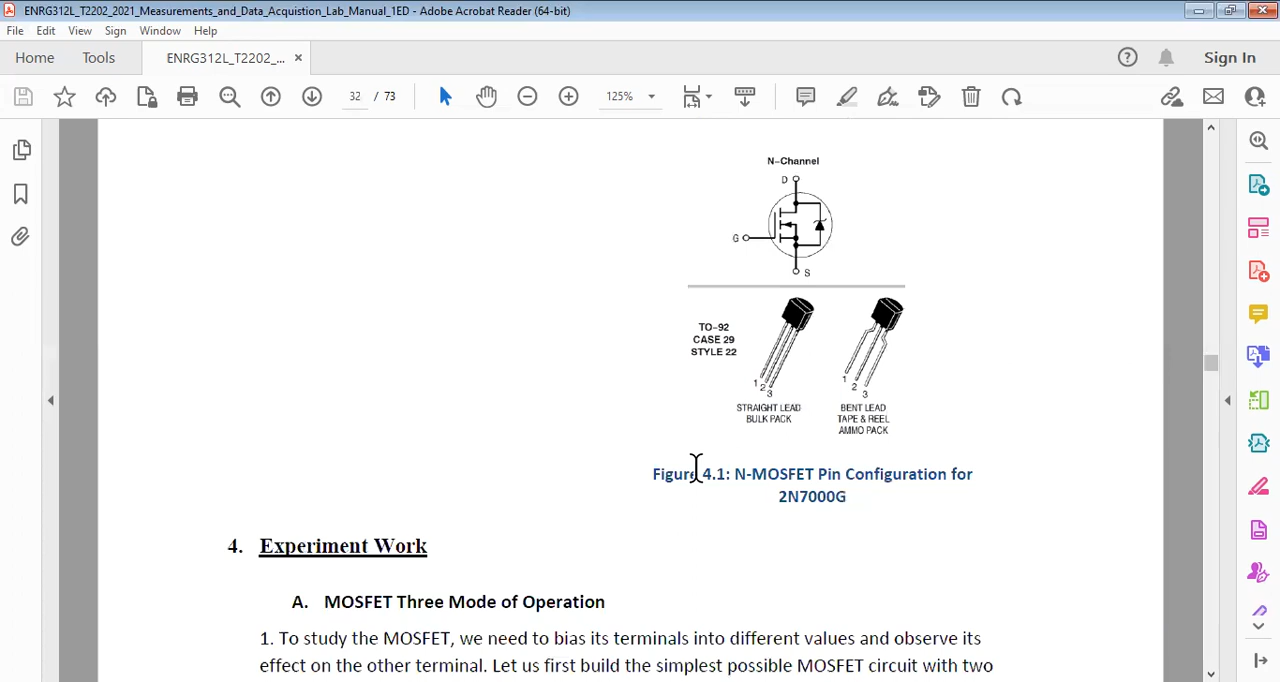 ENRG312L_T2202_2021_Measurements_and_Data_Acquistion_Lab_Manual_1ED - Adobe Acrobat Reader (64-bit)
File Edit View Sign Window Help
Home Tools ENRG312L_T2202_... × Sign In
32 / 73 125%
N-Channel
D
G
S
TO-92
CASE 29
STYLE 22
1 2 3
1 2 3
STRAIGHT LEAD
BULK PACK
BENT LEAD
TAPE & REEL
AMMO PACK
Figure 4.1: N-MOSFET Pin Configuration for
2N7000G
4. Experiment Work
A. MOSFET Three Mode of Operation
1. To study the MOSFET, we need to bias its terminals into different values and observe its
effect on the other terminal. Let us first build the simplest possible MOSFET circuit with two